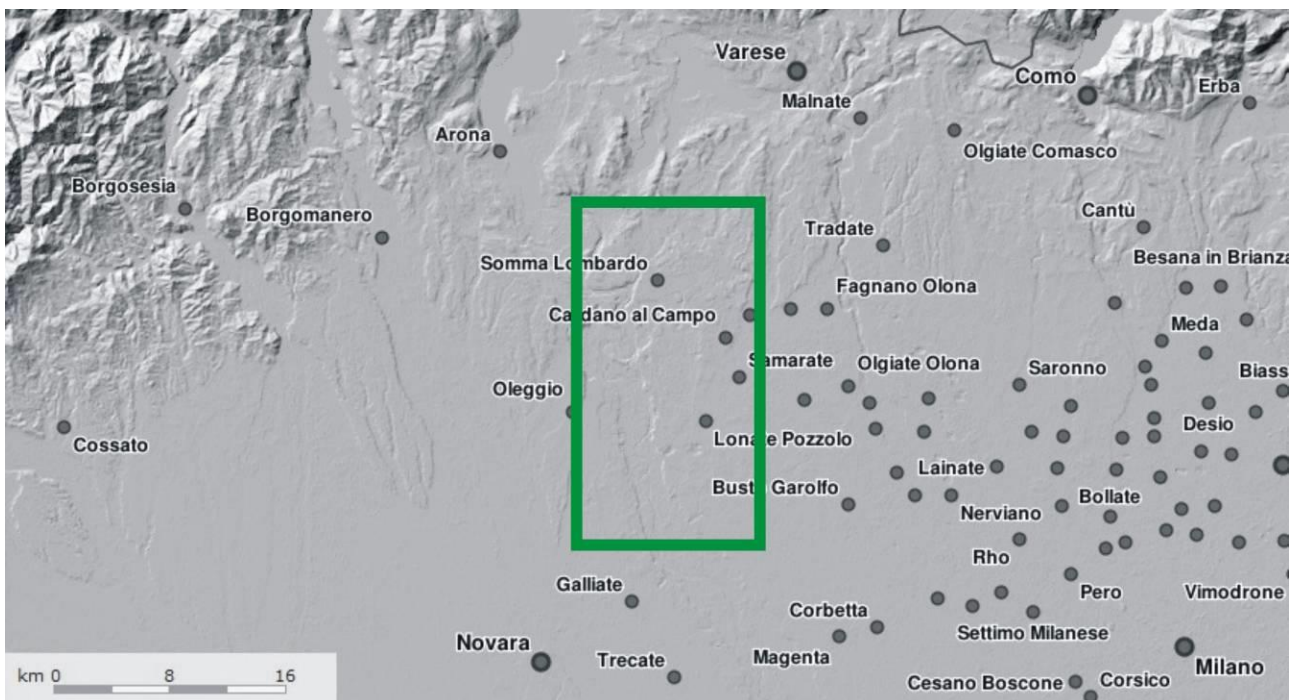 Varese
Como
Erba
Malnate
Arona
Olgiate Comasco
Borgosesia
Borgomanero
Cantù
Tradate
Besana in Brianza
Somma Lombardo
Fagnano Olona
Cardano al Campo
Meda
Samarate
Olgiate Olona
Saronno
Biass
Oleggio
Desio
Cossato
Lonate Pozzolo
Lainate
Busto Garolfo
Bollate
Nerviano
Rho
Galliate
Pero
Vimodrone
Corbetta
Settimo Milanese
Novara
Magenta
Trecate
Milano
km 0 8 16
Cesano Boscone
Corsico